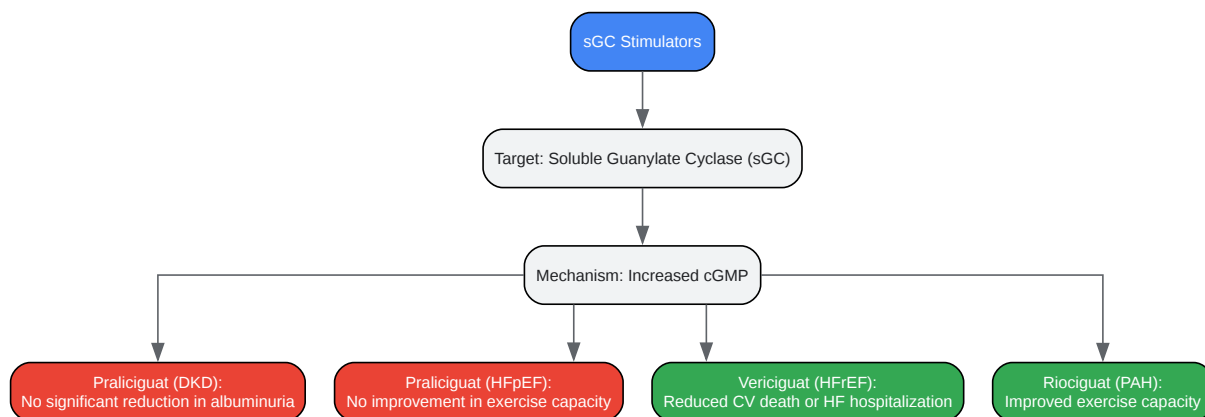 sGC Stimulators
Target: Soluble Guanylate Cyclase (sGC)
Mechanism: Increased cGMP
Praliciguat (DKD):
No significant reduction in albuminuria
Praliciguat (HFpEF):
No improvement in exercise capacity
Vericiguat (HFrEF):
Reduced CV death or HF hospitalization
Riociguat (PAH):
Improved exercise capacity